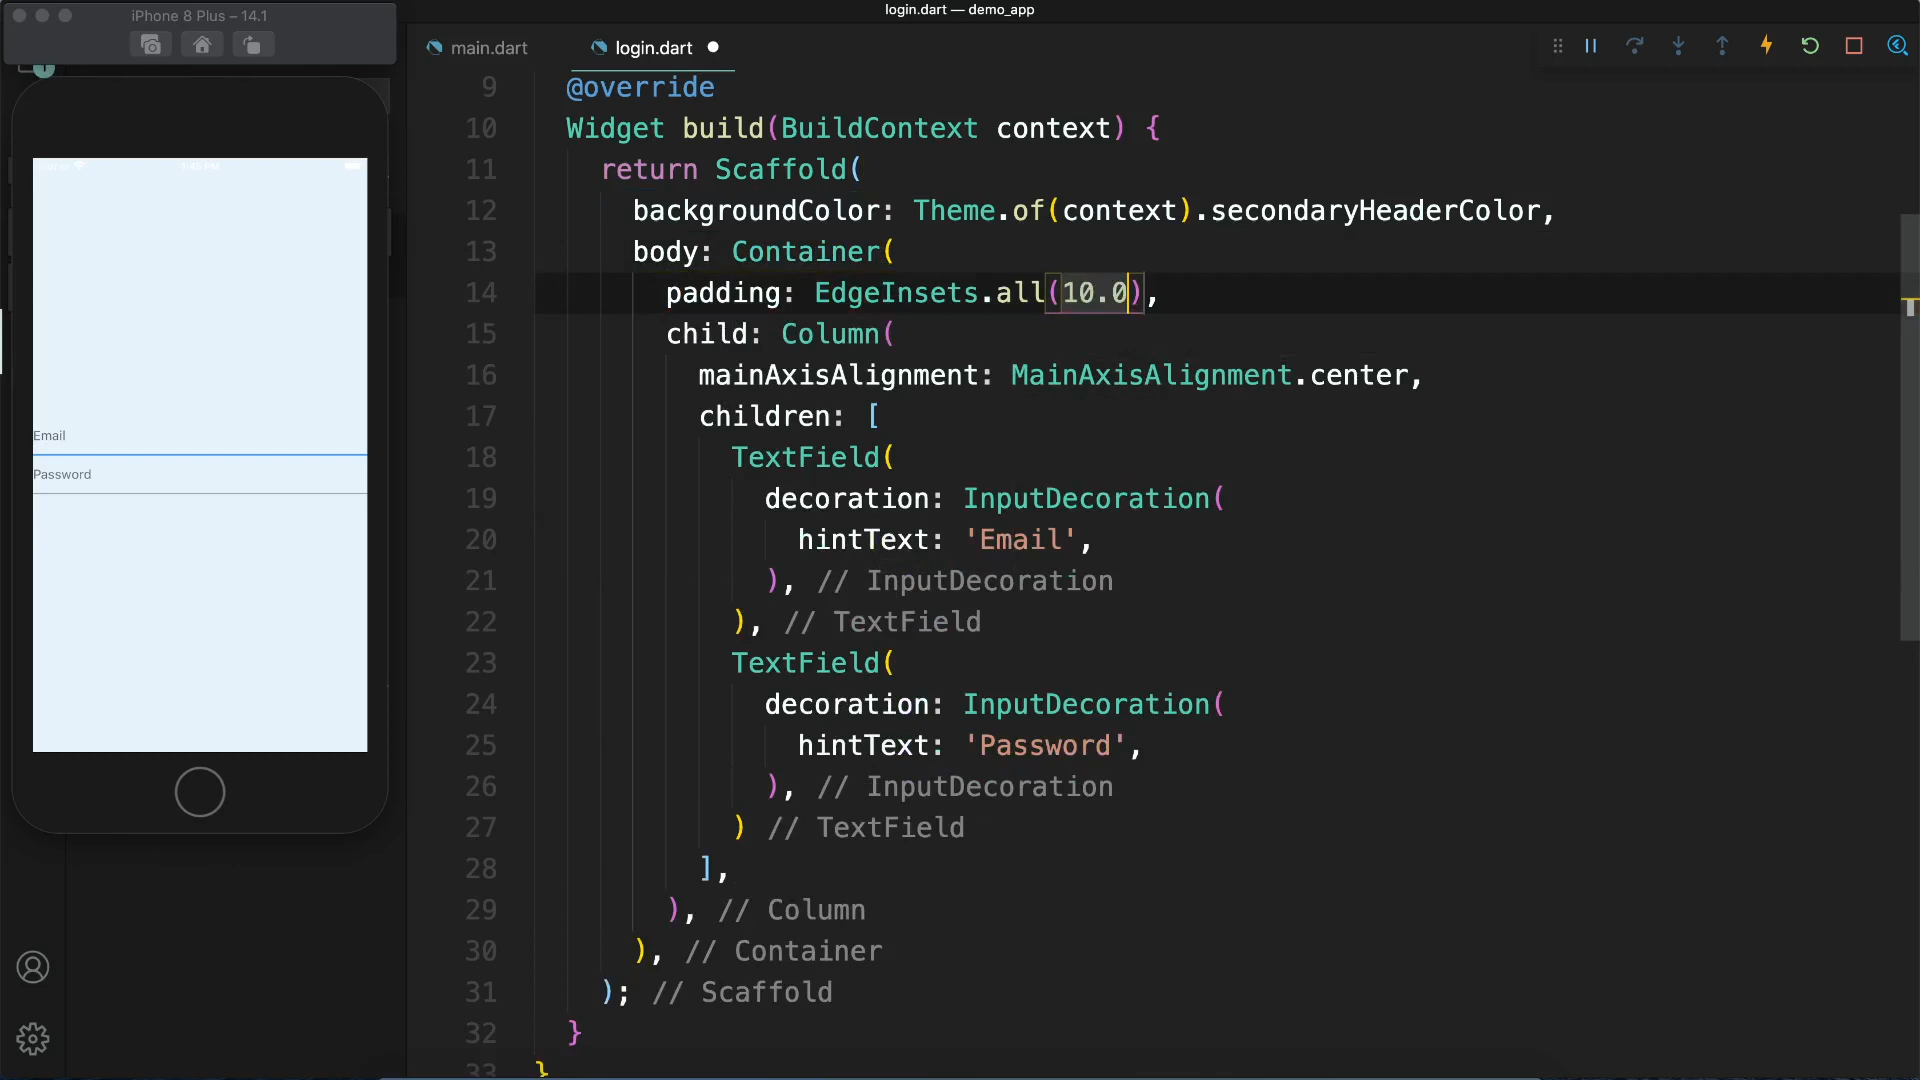 iPhone 8 Plus – 14.1
login.dart — demo_app
main.dart
login.dart
Email
Password
9 @override
10 Widget build(BuildContext context) {
11 return Scaffold(
12 backgroundColor: Theme.of(context).secondaryHeaderColor,
13 body: Container(
14 padding: EdgeInsets.all(10.0),
15 child: Column(
16 mainAxisAlignment: MainAxisAlignment.center,
17 children: [
18 TextField(
19 decoration: InputDecoration(
20 hintText: 'Email',
21 ), // InputDecoration
22 ), // TextField
23 TextField(
24 decoration: InputDecoration(
25 hintText: 'Password',
26 ), // InputDecoration
27 ) // TextField
28 ],
29 ), // Column
30 ), // Container
31 ); // Scaffold
32 }
33 }